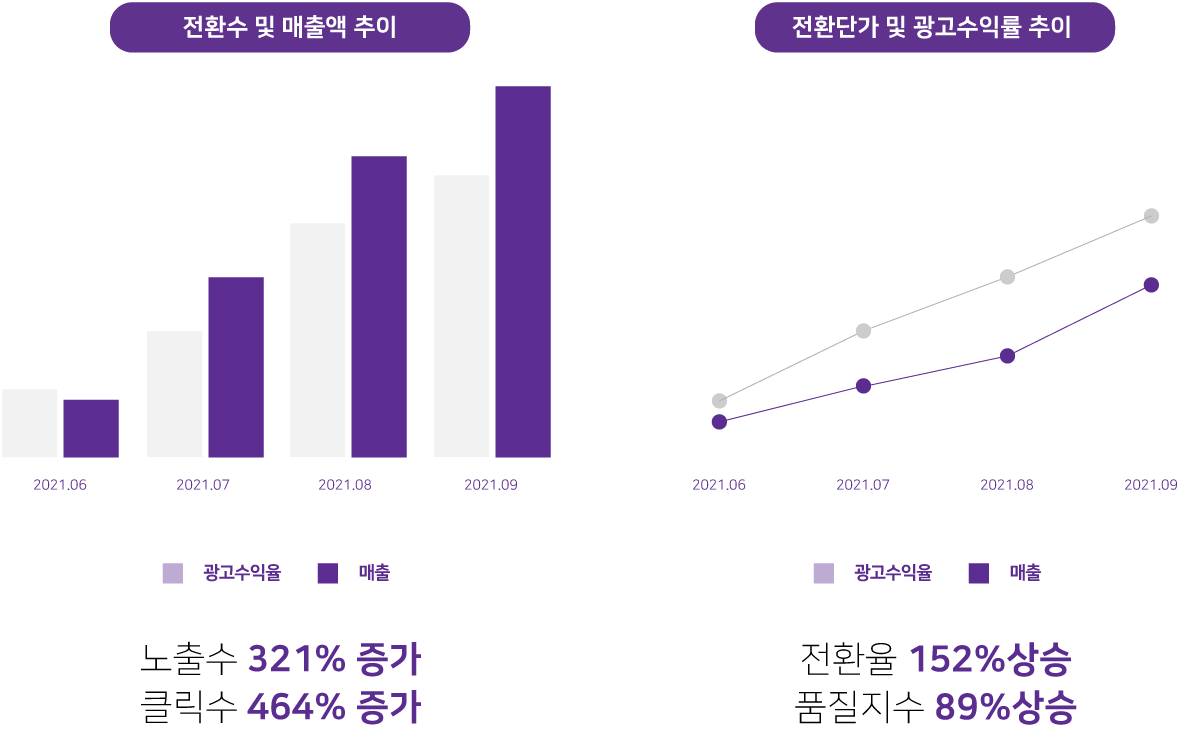 전환수 및 매출액 추이
2021.06 2021.07 2021.08 2021.09
광고수익율 매출
노출수 321% 증가
클릭수 464% 증가
전환단가 및 광고수익률 추이
2021.06 2021.07 2021.08 2021.09
광고수익율 매출
전환율 152%상승
품질지수 89%상승